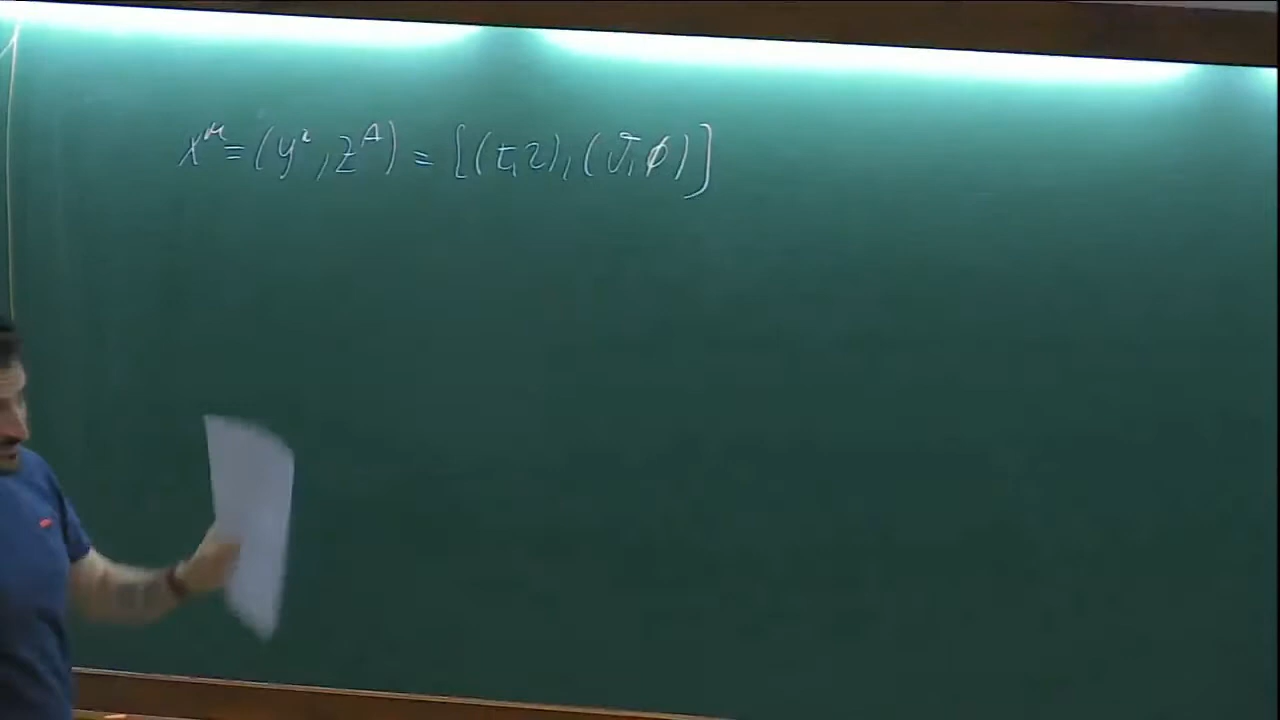 x^μ = (y^i, z^A) = [(t, r), (ϑ, φ)]